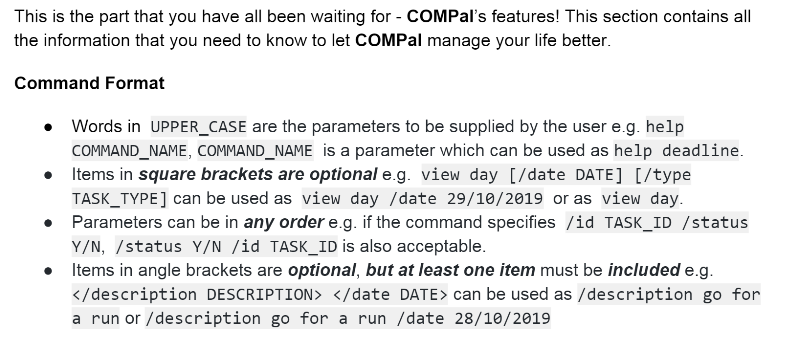 This is the part that you have all been waiting for - COMPal's features! This section contains all
the information that you need to know to let COMPal manage your life better.
Command Format
● Words in UPPER_CASE are the parameters to be supplied by the user e.g. help
COMMAND_NAME, COMMAND_NAME is a parameter which can be used as help deadline.
● Items in square brackets are optional e.g. view day [/date DATE] [/type
TASK_TYPE] can be used as view day /date 29/10/2019 or as view day.
● Parameters can be in any order e.g. if the command specifies /id TASK_ID /status
Y/N, /status Y/N /id TASK_ID is also acceptable.
● Items in angle brackets are optional, but at least one item must be included e.g.
</description DESCRIPTION> </date DATE> can be used as /description go for
a run or /description go for a run /date 28/10/2019